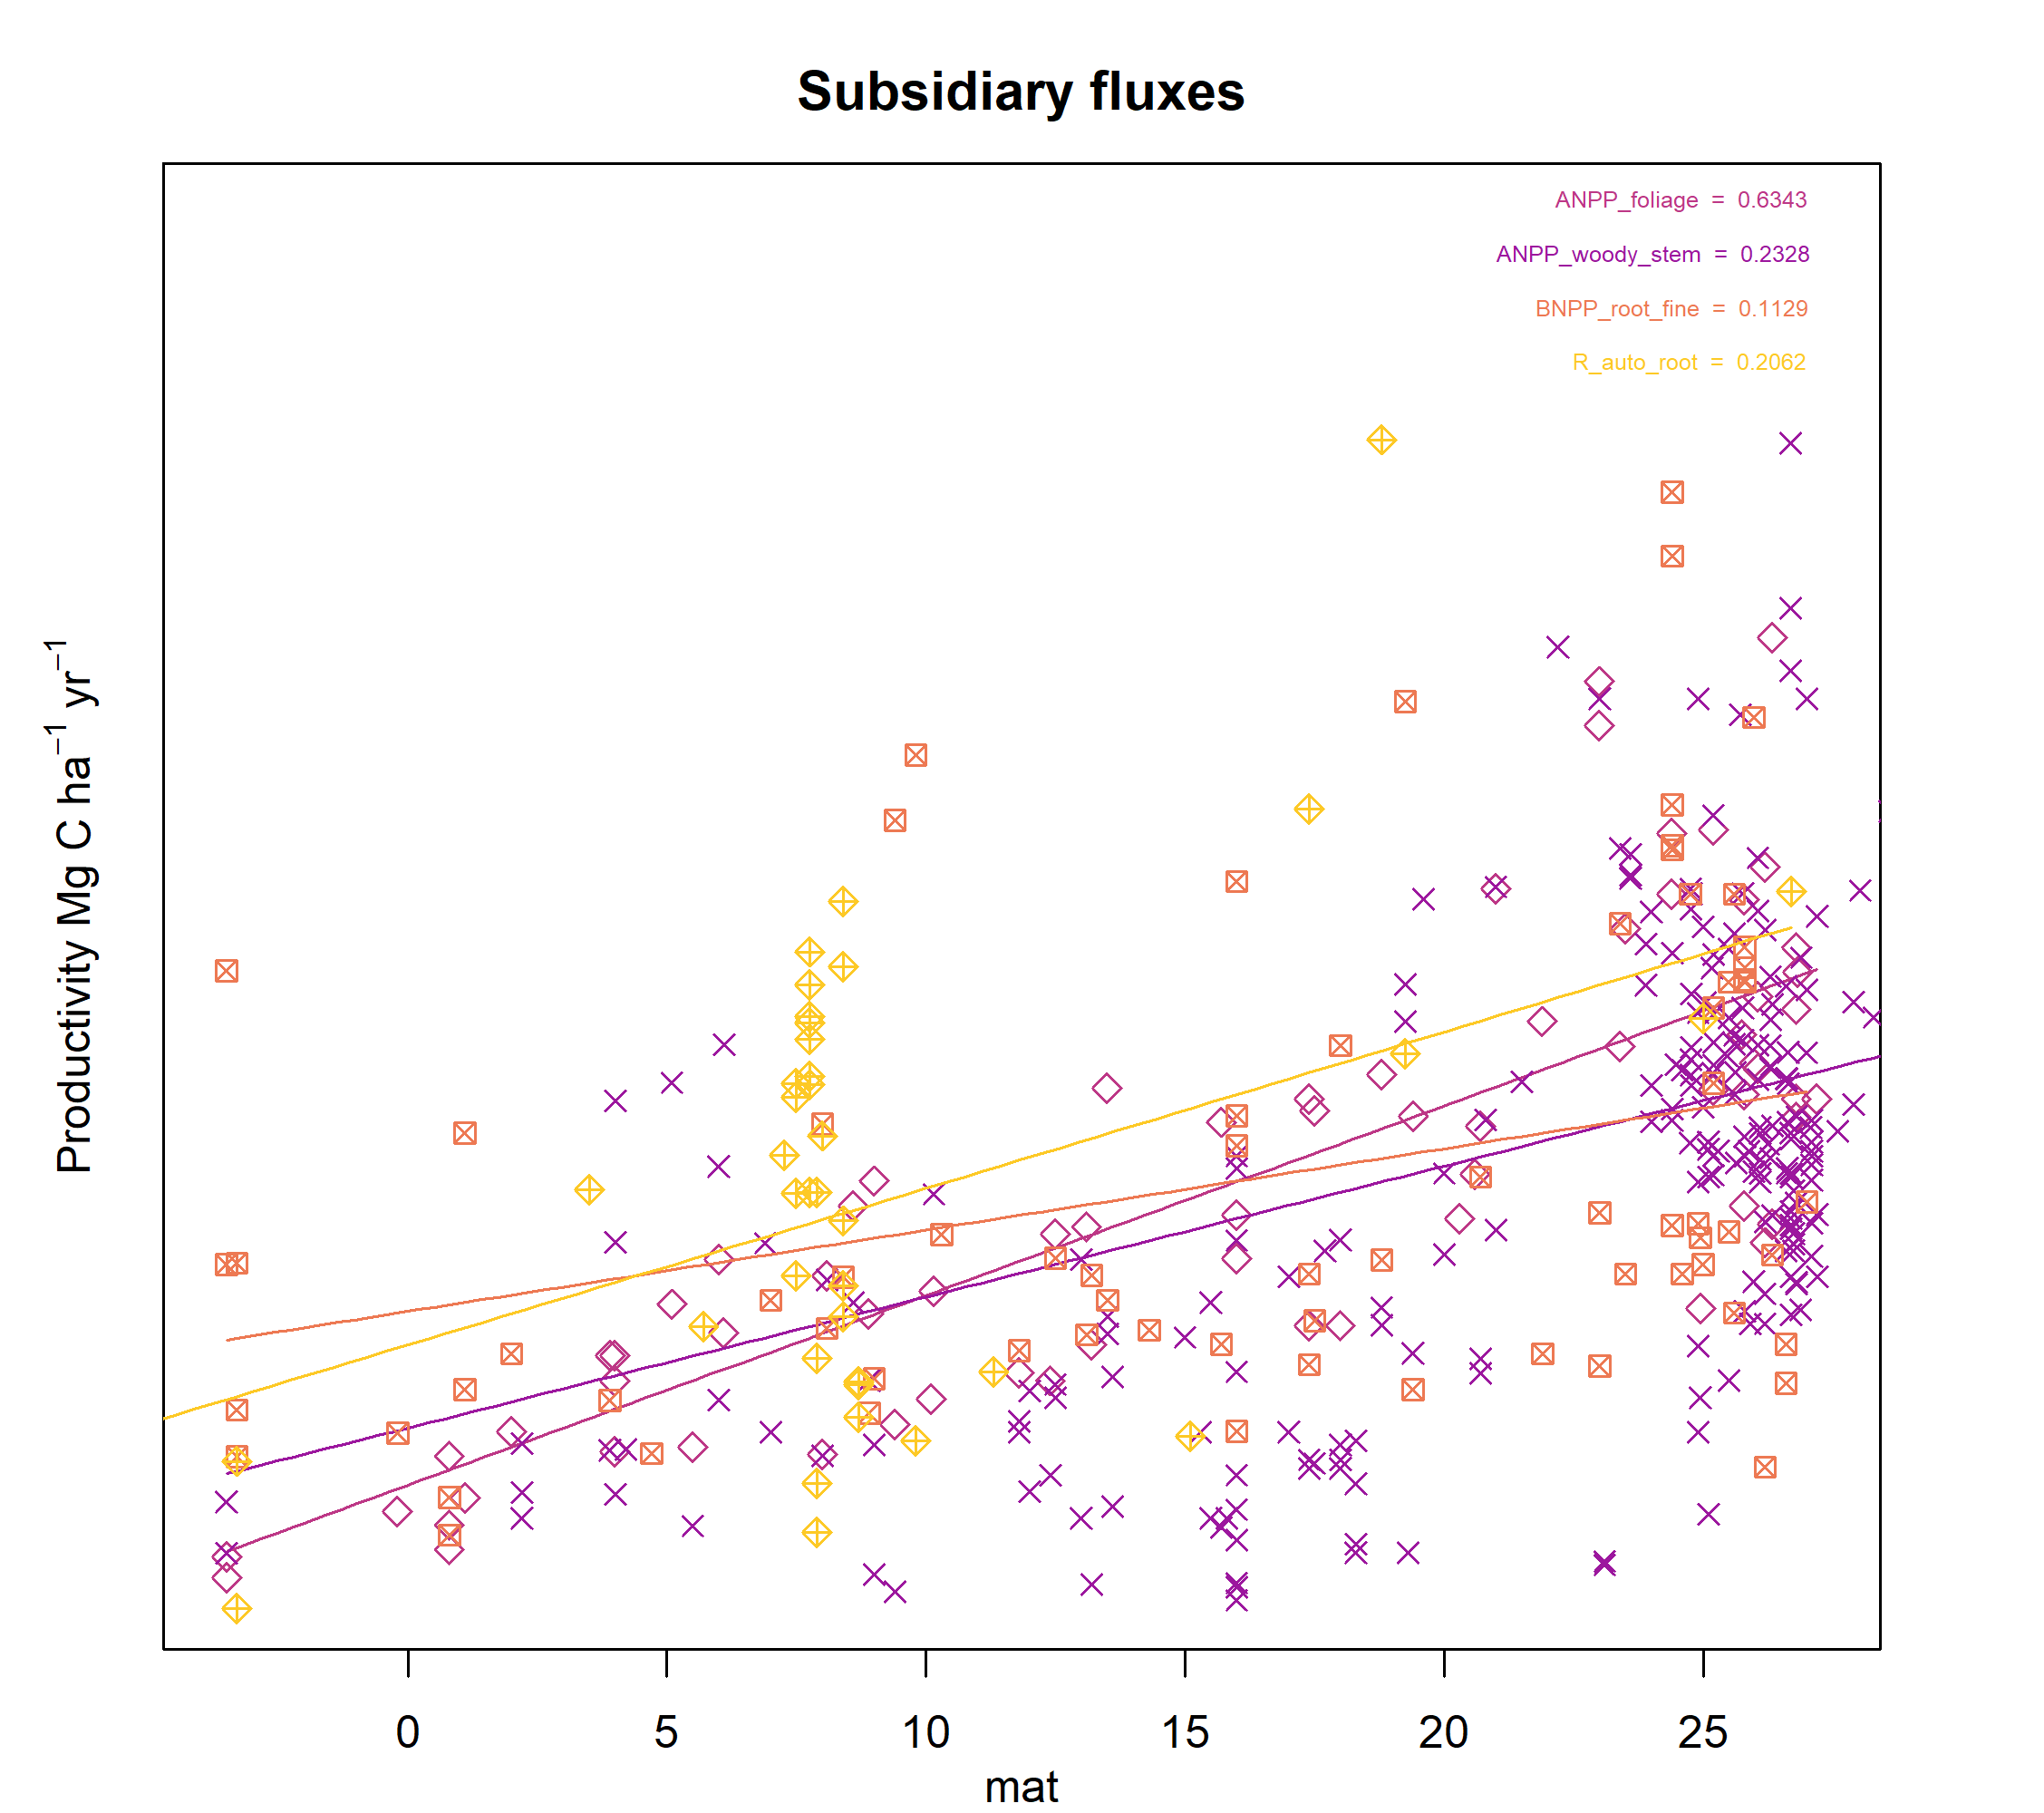 Subsidiary fluxes
ANPP_foliage = 0.6343
ANPP_woody_stem = 0.2328
BNPP_root_fine = 0.1129
R_auto_root = 0.2062
Productivity Mg C ha⁻¹ yr⁻¹
0 5 10 15 20 25
mat